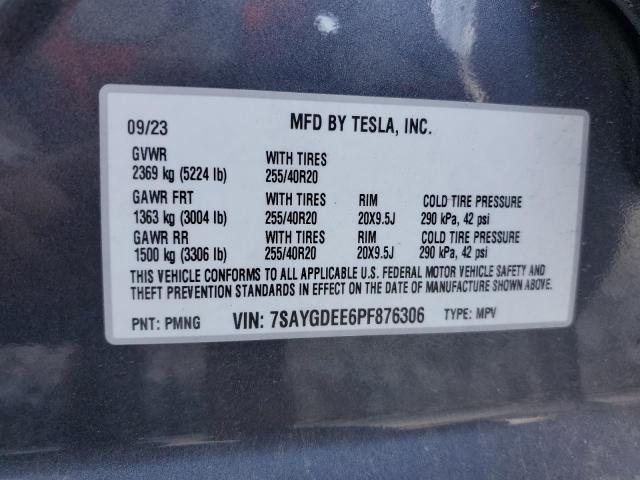 09/23 MFD BY TESLA, INC.
GVWR WITH TIRES
2369 kg (5224 lb) 255/40R20
GAWR FRT WITH TIRES RIM COLD TIRE PRESSURE
1363 kg (3004 lb) 255/40R20 20X9.5J 290 kPa, 42 psi
GAWR RR WITH TIRES RIM COLD TIRE PRESSURE
1500 kg (3306 lb) 255/40R20 20X9.5J 290 kPa, 42 psi
THIS VEHICLE CONFORMS TO ALL APPLICABLE U.S. FEDERAL MOTOR VEHICLE SAFETY AND
THEFT PREVENTION STANDARDS IN EFFECT ON THE DATE OF MANUFACTURE SHOWN ABOVE.
PNT: PMNG VIN: 7SAYGDEE6PF876306 TYPE: MPV